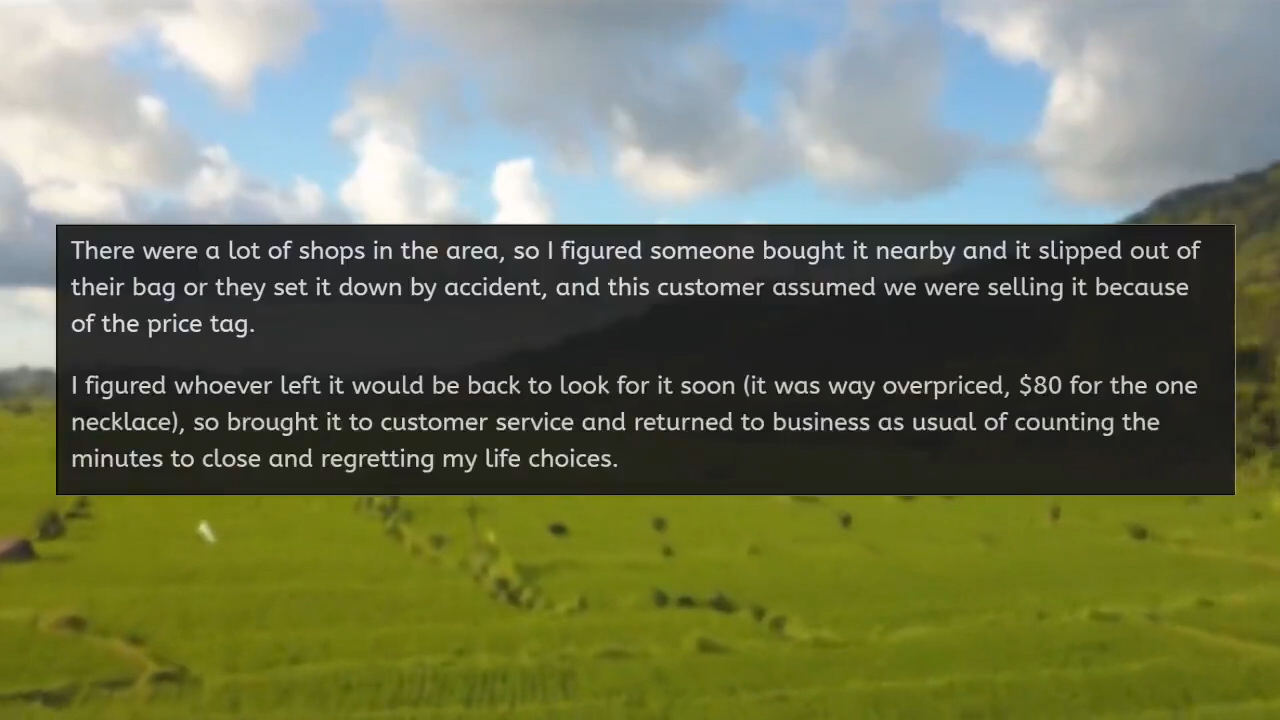 There were a lot of shops in the area, so I figured someone bought it nearby and it slipped out of
their bag or they set it down by accident, and this customer assumed we were selling it because
of the price tag.
I figured whoever left it would be back to look for it soon (it was way overpriced, $80 for the one
necklace), so brought it to customer service and returned to business as usual of counting the
minutes to close and regretting my life choices.